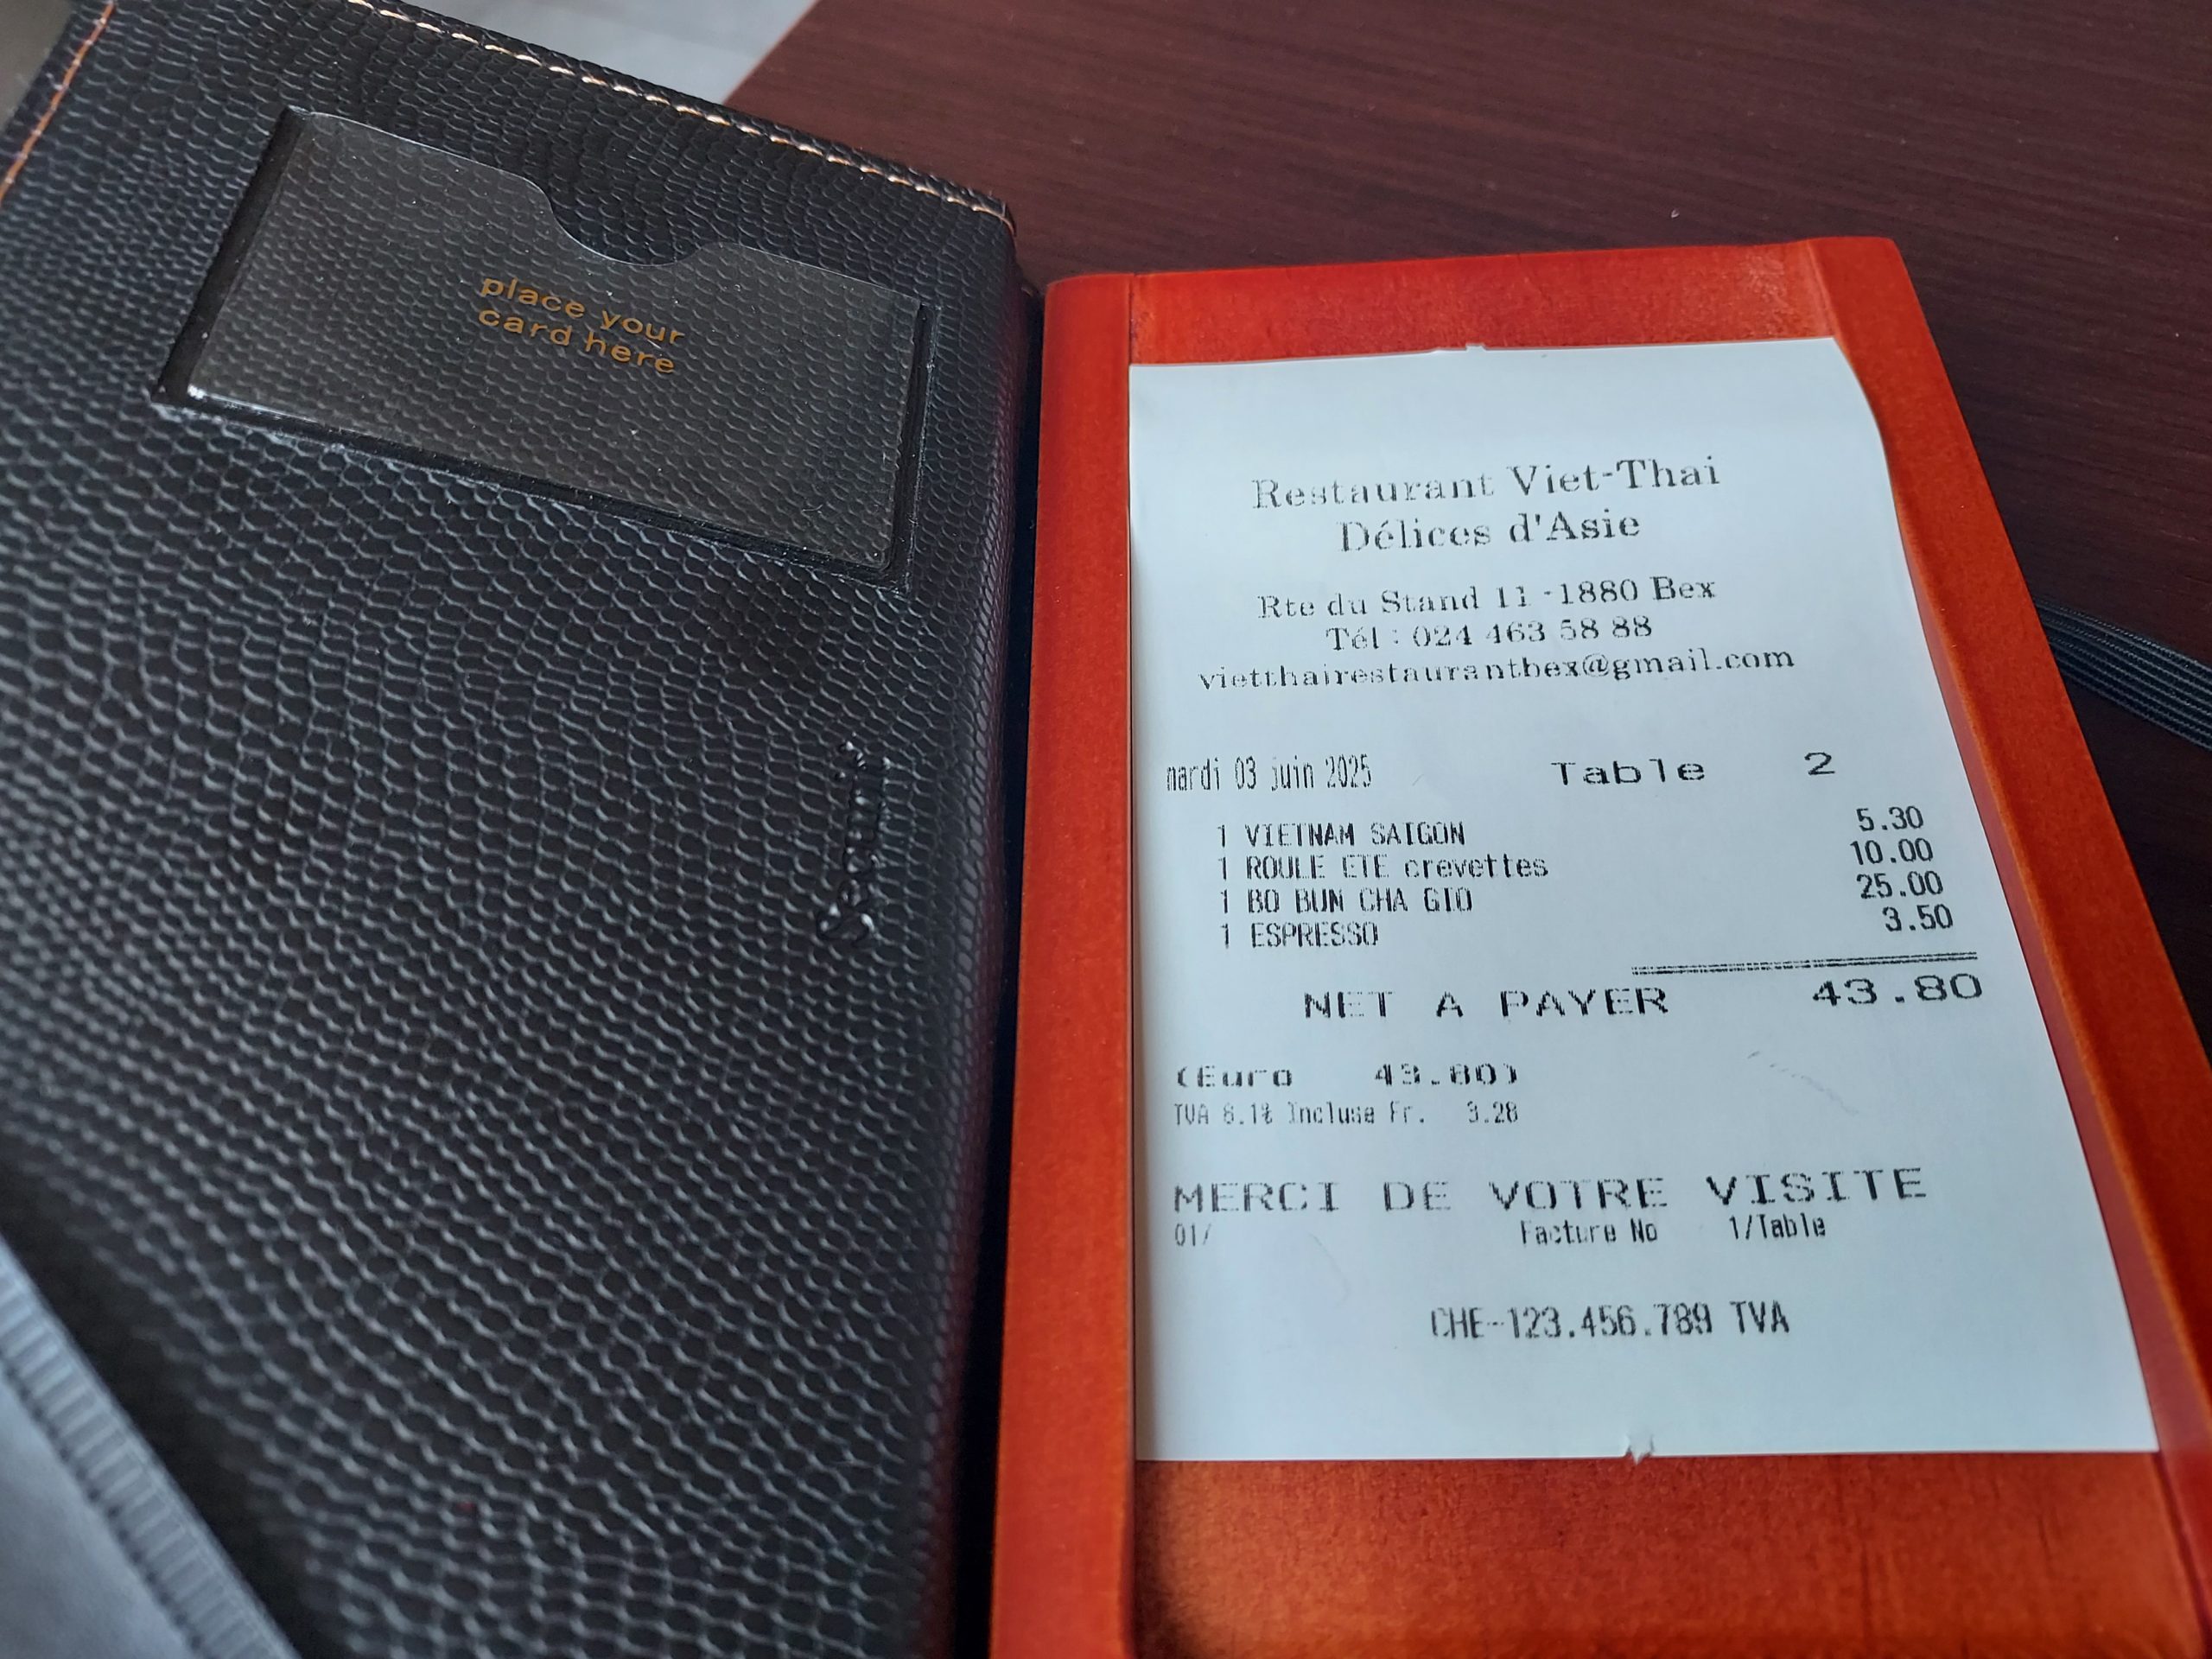 place your
card here
Securit
Restaurant Viet-Thai
Délices d'Asie
Rte du Stand 11 -1880 Bex
Tél : 024 463 58 88
vietthairestaurantbex@gmail.com
mardi 03 juin 2025 Table 2
1 VIETNAM SAIGON 5.30
1 ROULE ETE crevettes 10.00
1 BO BUN CHA GIO 25.00
1 ESPRESSO 3.50
NET A PAYER 43.80
(Euro 43.80)
TVA 8.1% Incluse Fr. 3.28
MERCI DE VOTRE VISITE
01/ Facture No 1/Table
CHE-123.456.789 TVA